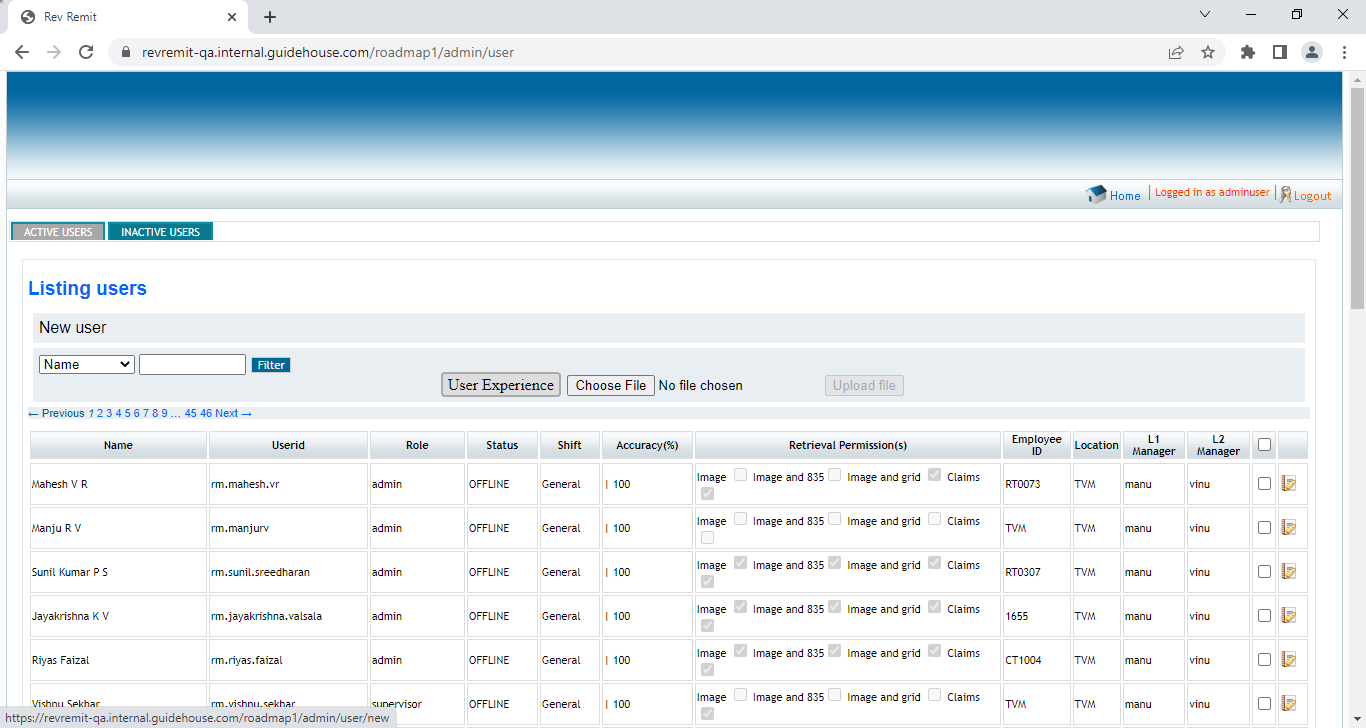 Rev Remit
revremit-qa.internal.guidehouse.com/roadmap1/admin/user
Home Logged in as adminuser Logout
ACTIVE USERS INACTIVE USERS
Listing users
New user
Name Filter
User Experience Choose File No file chosen Upload file
← Previous 1 2 3 4 5 6 7 8 9 … 45 46 Next →
Name Userid Role Status Shift Accuracy(%) Retrieval Permission(s) Employee ID Location L1 Manager L2 Manager
Mahesh V R rm.mahesh.vr admin OFFLINE General | 100 Image Image and 835 Image and grid Claims RT0073 TVM manu vinu
Manju R V rm.manjurv admin OFFLINE General | 100 Image Image and 835 Image and grid Claims TVM TVM manu vinu
Sunil Kumar P S rm.sunil.sreedharan admin OFFLINE General | 100 Image Image and 835 Image and grid Claims RT0307 TVM manu vinu
Jayakrishna K V rm.jayakrishna.valsala admin OFFLINE General | 100 Image Image and 835 Image and grid Claims 1655 TVM manu vinu
Riyas Faizal rm.riyas.faizal admin OFFLINE General | 100 Image Image and 835 Image and grid Claims CT1004 TVM manu vinu
Vishnu Sekhar rm.vishnu.sekhar supervisor OFFLINE General | 100 Image Image and 835 Image and grid Claims TVM TVM manu vinu
https://revremit-qa.internal.guidehouse.com/roadmap1/admin/user/new